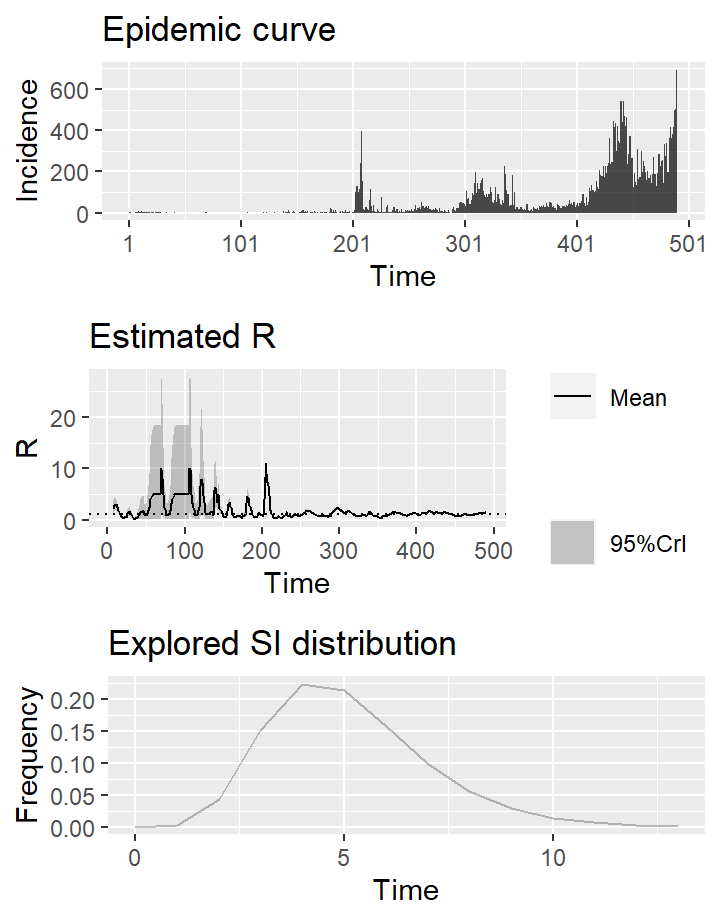 Epidemic curve
Incidence
600
400
200
0
1 101 201 301 401 501
Time
Estimated R
R
20
10
0
0 100 200 300 400 500
Time
Mean
95%CrI
Explored SI distribution
Frequency
0.20
0.15
0.10
0.05
0.00
0 5 10
Time